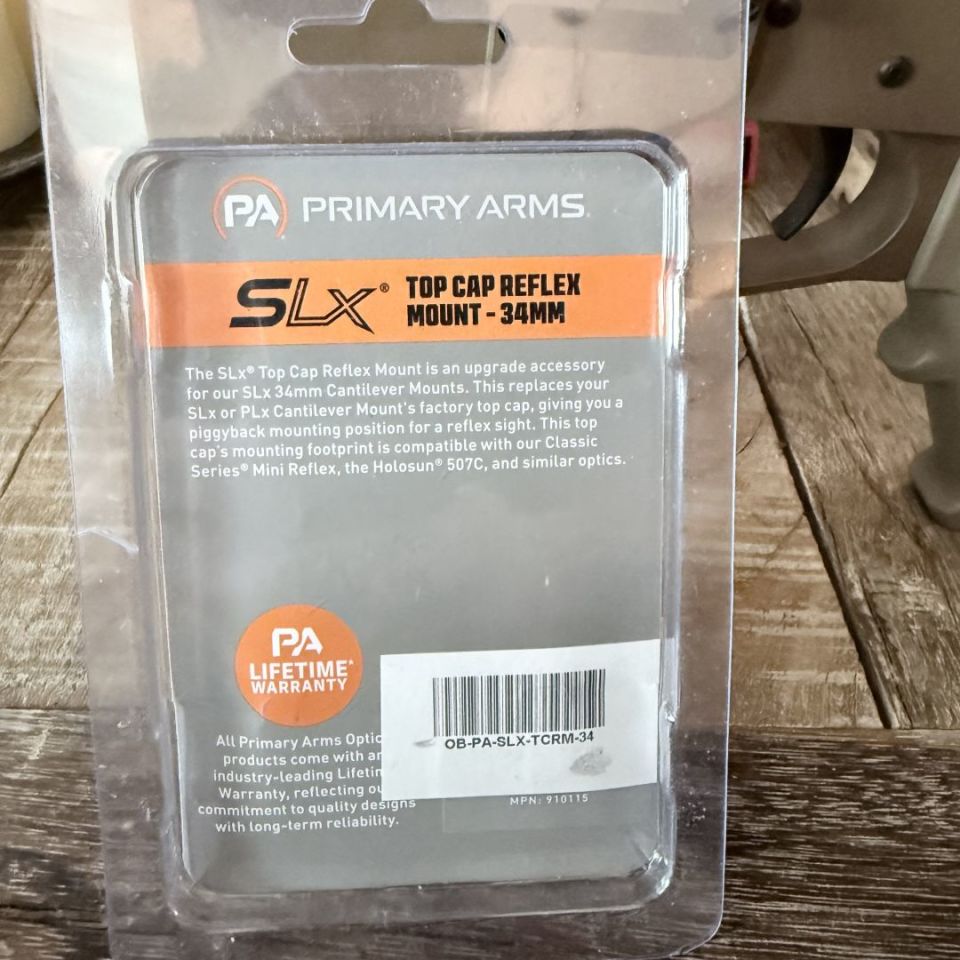 PA PRIMARY ARMS
SLx® TOP CAP REFLEX
MOUNT - 34MM
The SLx® Top Cap Reflex Mount is an upgrade accessory
for our SLx 34mm Cantilever Mounts. This replaces your
SLx or PLx Cantilever Mount's factory top cap, giving you a
piggyback mounting position for a reflex sight. This top
cap's mounting footprint is compatible with our Classic
Series® Mini Reflex, the Holosun® 507C, and similar optics.
PA
LIFETIME*
WARRANTY
All Primary Arms Optic
products come with an
industry-leading Lifetim
Warranty, reflecting ou
commitment to quality designs
with long-term reliability.
OB-PA-SLX-TCRM-34
MPN: 910115